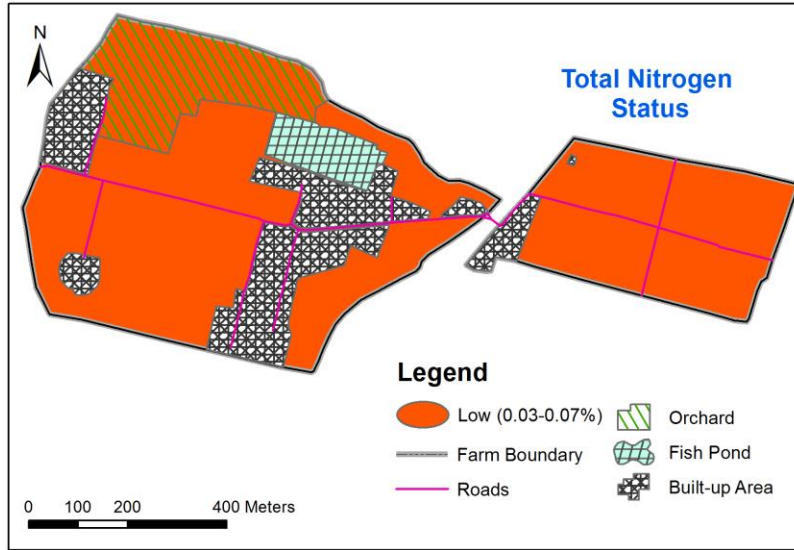 N
Total Nitrogen
Status
Legend
Low (0.03-0.07%)
Farm Boundary
Roads
Orchard
Fish Pond
Built-up Area
0 100 200 400 Meters